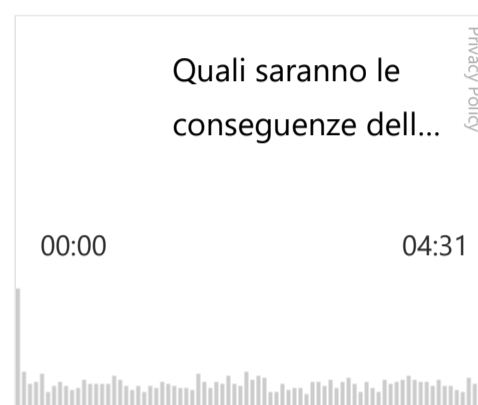 Quali saranno le
conseguenze dell...
Privacy Policy
00:00
04:31